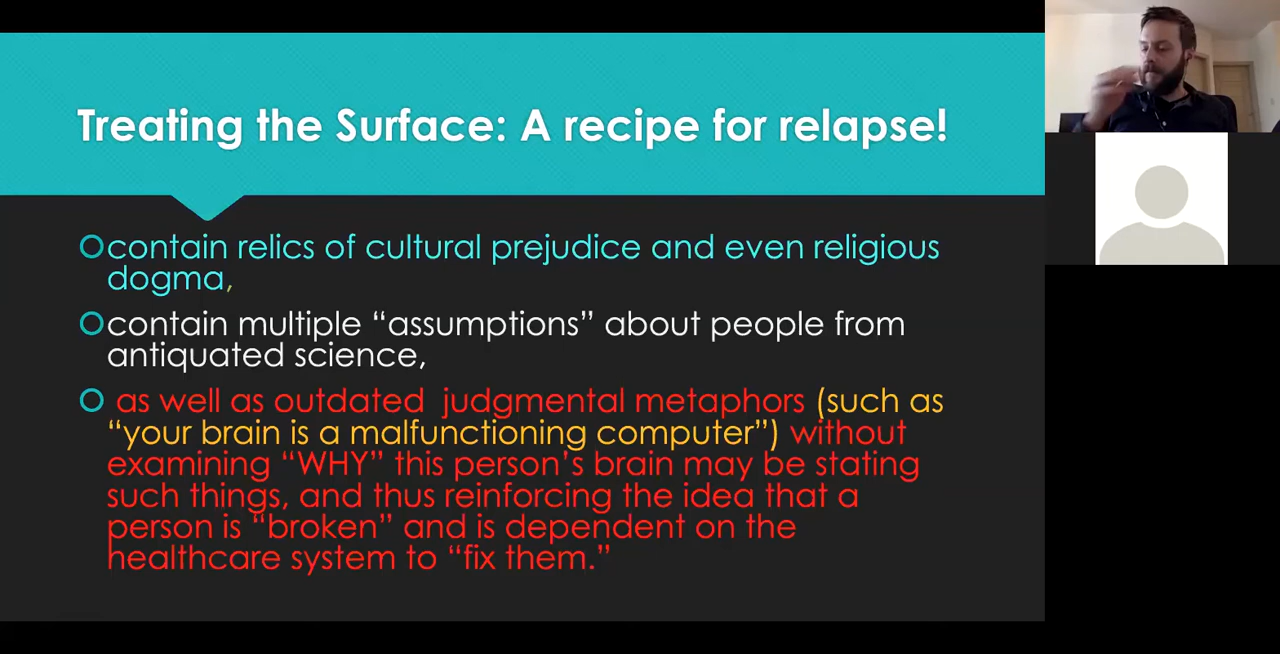 Treating the Surface: A recipe for relapse!
contain relics of cultural prejudice and even religious
dogma,
contain multiple “assumptions” about people from
antiquated science,
as well as outdated judgmental metaphors (such as
“your brain is a malfunctioning computer”) without
examining “WHY” this person’s brain may be stating
such things, and thus reinforcing the idea that a
person is “broken” and is dependent on the
healthcare system to “fix them.”